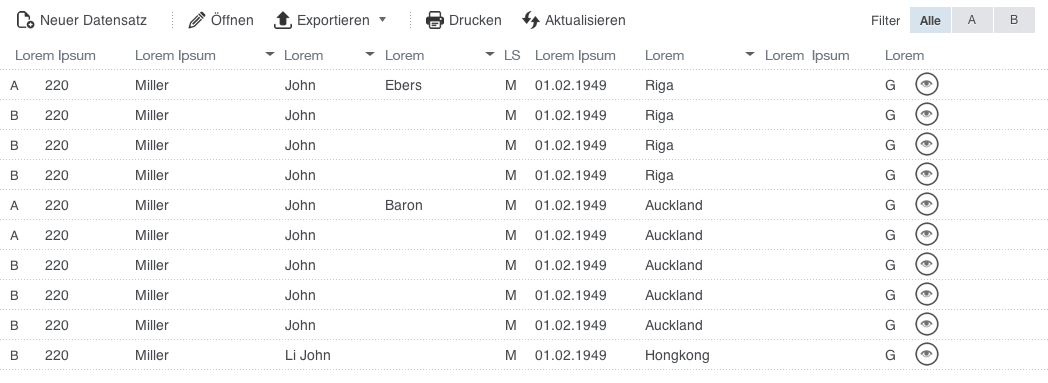 Neuer Datensatz Öffnen Exportieren Drucken Aktualisieren Filter Alle A B
Lorem Ipsum Lorem Ipsum Lorem Lorem LS Lorem Ipsum Lorem Lorem Ipsum Lorem
A 220 Miller John Ebers M 01.02.1949 Riga G
B 220 Miller John M 01.02.1949 Riga G
B 220 Miller John M 01.02.1949 Riga G
B 220 Miller John M 01.02.1949 Riga G
A 220 Miller John Baron M 01.02.1949 Auckland G
A 220 Miller John M 01.02.1949 Auckland G
B 220 Miller John M 01.02.1949 Auckland G
B 220 Miller John M 01.02.1949 Auckland G
B 220 Miller John M 01.02.1949 Auckland G
B 220 Miller Li John M 01.02.1949 Hongkong G